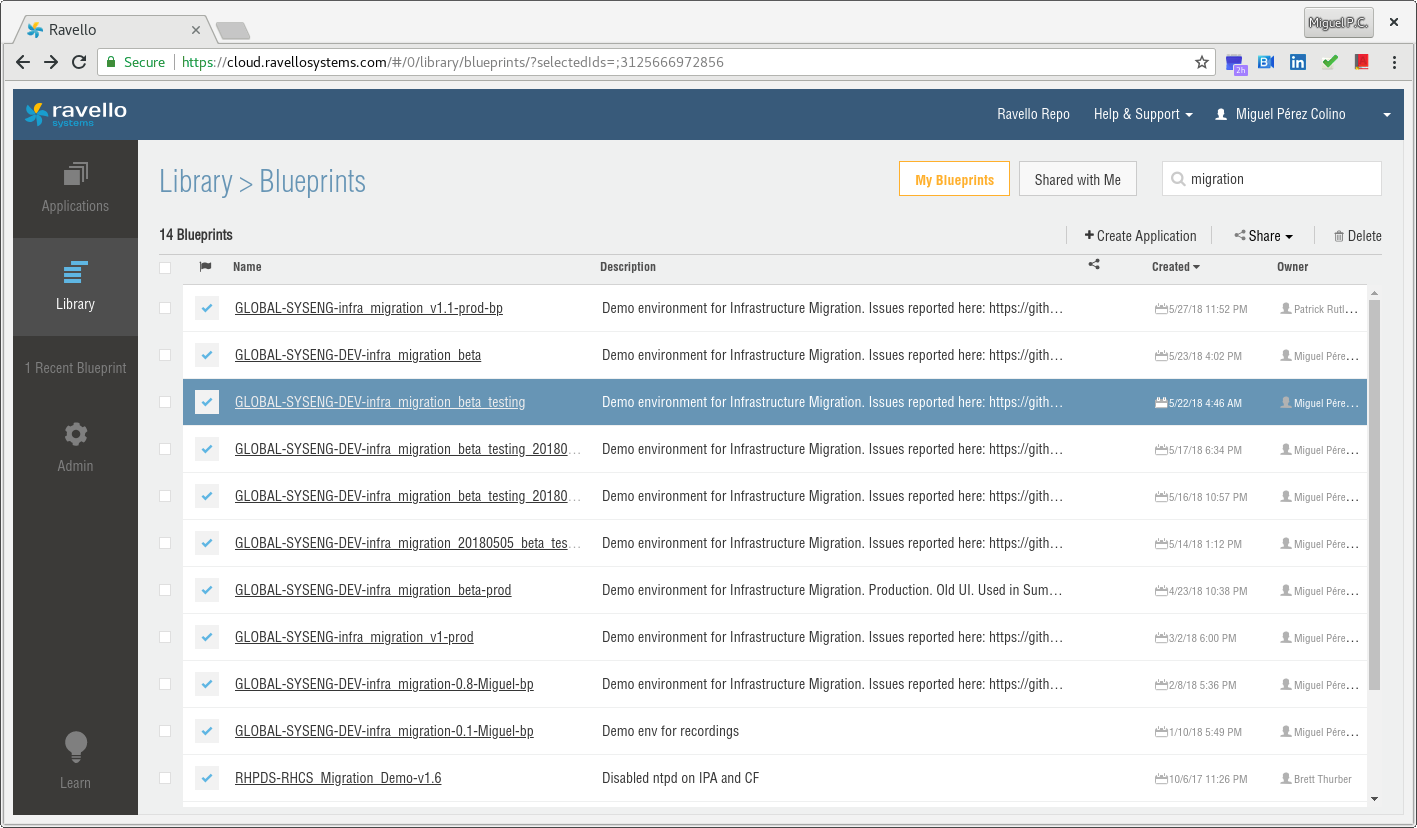 Ravello
Miguel P.C.
Secure https://cloud.ravellosystems.com/#/0/library/blueprints/?selectedIds=;3125666972856
2h
ravello
systems
Ravello Repo Help & Support Miguel Pérez Colino
Applications
Library
1 Recent Blueprint
Admin
Learn
Library > Blueprints
My Blueprints Shared with Me migration
14 Blueprints
Create Application Share Delete
Name Description Created Owner
GLOBAL-SYSENG-infra_migration_v1.1-prod-bp Demo environment for Infrastructure Migration. Issues reported here: https://gith… 5/27/18 11:52 PM Patrick Rutl…
GLOBAL-SYSENG-DEV-infra_migration_beta Demo environment for Infrastructure Migration. Issues reported here: https://gith… 5/23/18 4:02 PM Miguel Pére…
GLOBAL-SYSENG-DEV-infra_migration_beta_testing Demo environment for Infrastructure Migration. Issues reported here: https://gith… 5/22/18 4:46 AM Miguel Pére…
GLOBAL-SYSENG-DEV-infra_migration_beta_testing_20180… Demo environment for Infrastructure Migration. Issues reported here: https://gith… 5/17/18 6:34 PM Miguel Pére…
GLOBAL-SYSENG-DEV-infra_migration_beta_testing_20180… Demo environment for Infrastructure Migration. Issues reported here: https://gith… 5/16/18 10:57 PM Miguel Pére…
GLOBAL-SYSENG-DEV-infra_migration_20180505_beta_tes… Demo environment for Infrastructure Migration. Issues reported here: https://gith… 5/14/18 1:12 PM Miguel Pére…
GLOBAL-SYSENG-DEV-infra_migration_beta-prod Demo environment for Infrastructure Migration. Production. Old UI. Used in Sum… 4/23/18 10:38 PM Miguel Pére…
GLOBAL-SYSENG-infra_migration_v1-prod Demo environment for Infrastructure Migration. Issues reported here: https://gith… 3/2/18 6:00 PM Miguel Pére…
GLOBAL-SYSENG-DEV-infra_migration-0.8-Miguel-bp Demo environment for Infrastructure Migration. Issues reported here: https://gith… 2/8/18 5:36 PM Miguel Pére…
GLOBAL-SYSENG-DEV-infra_migration-0.1-Miguel-bp Demo env for recordings 1/10/18 5:49 PM Miguel Pére…
RHPDS-RHCS_Migration_Demo-v1.6 Disabled ntpd on IPA and CF 10/6/17 11:26 PM Brett Thurber